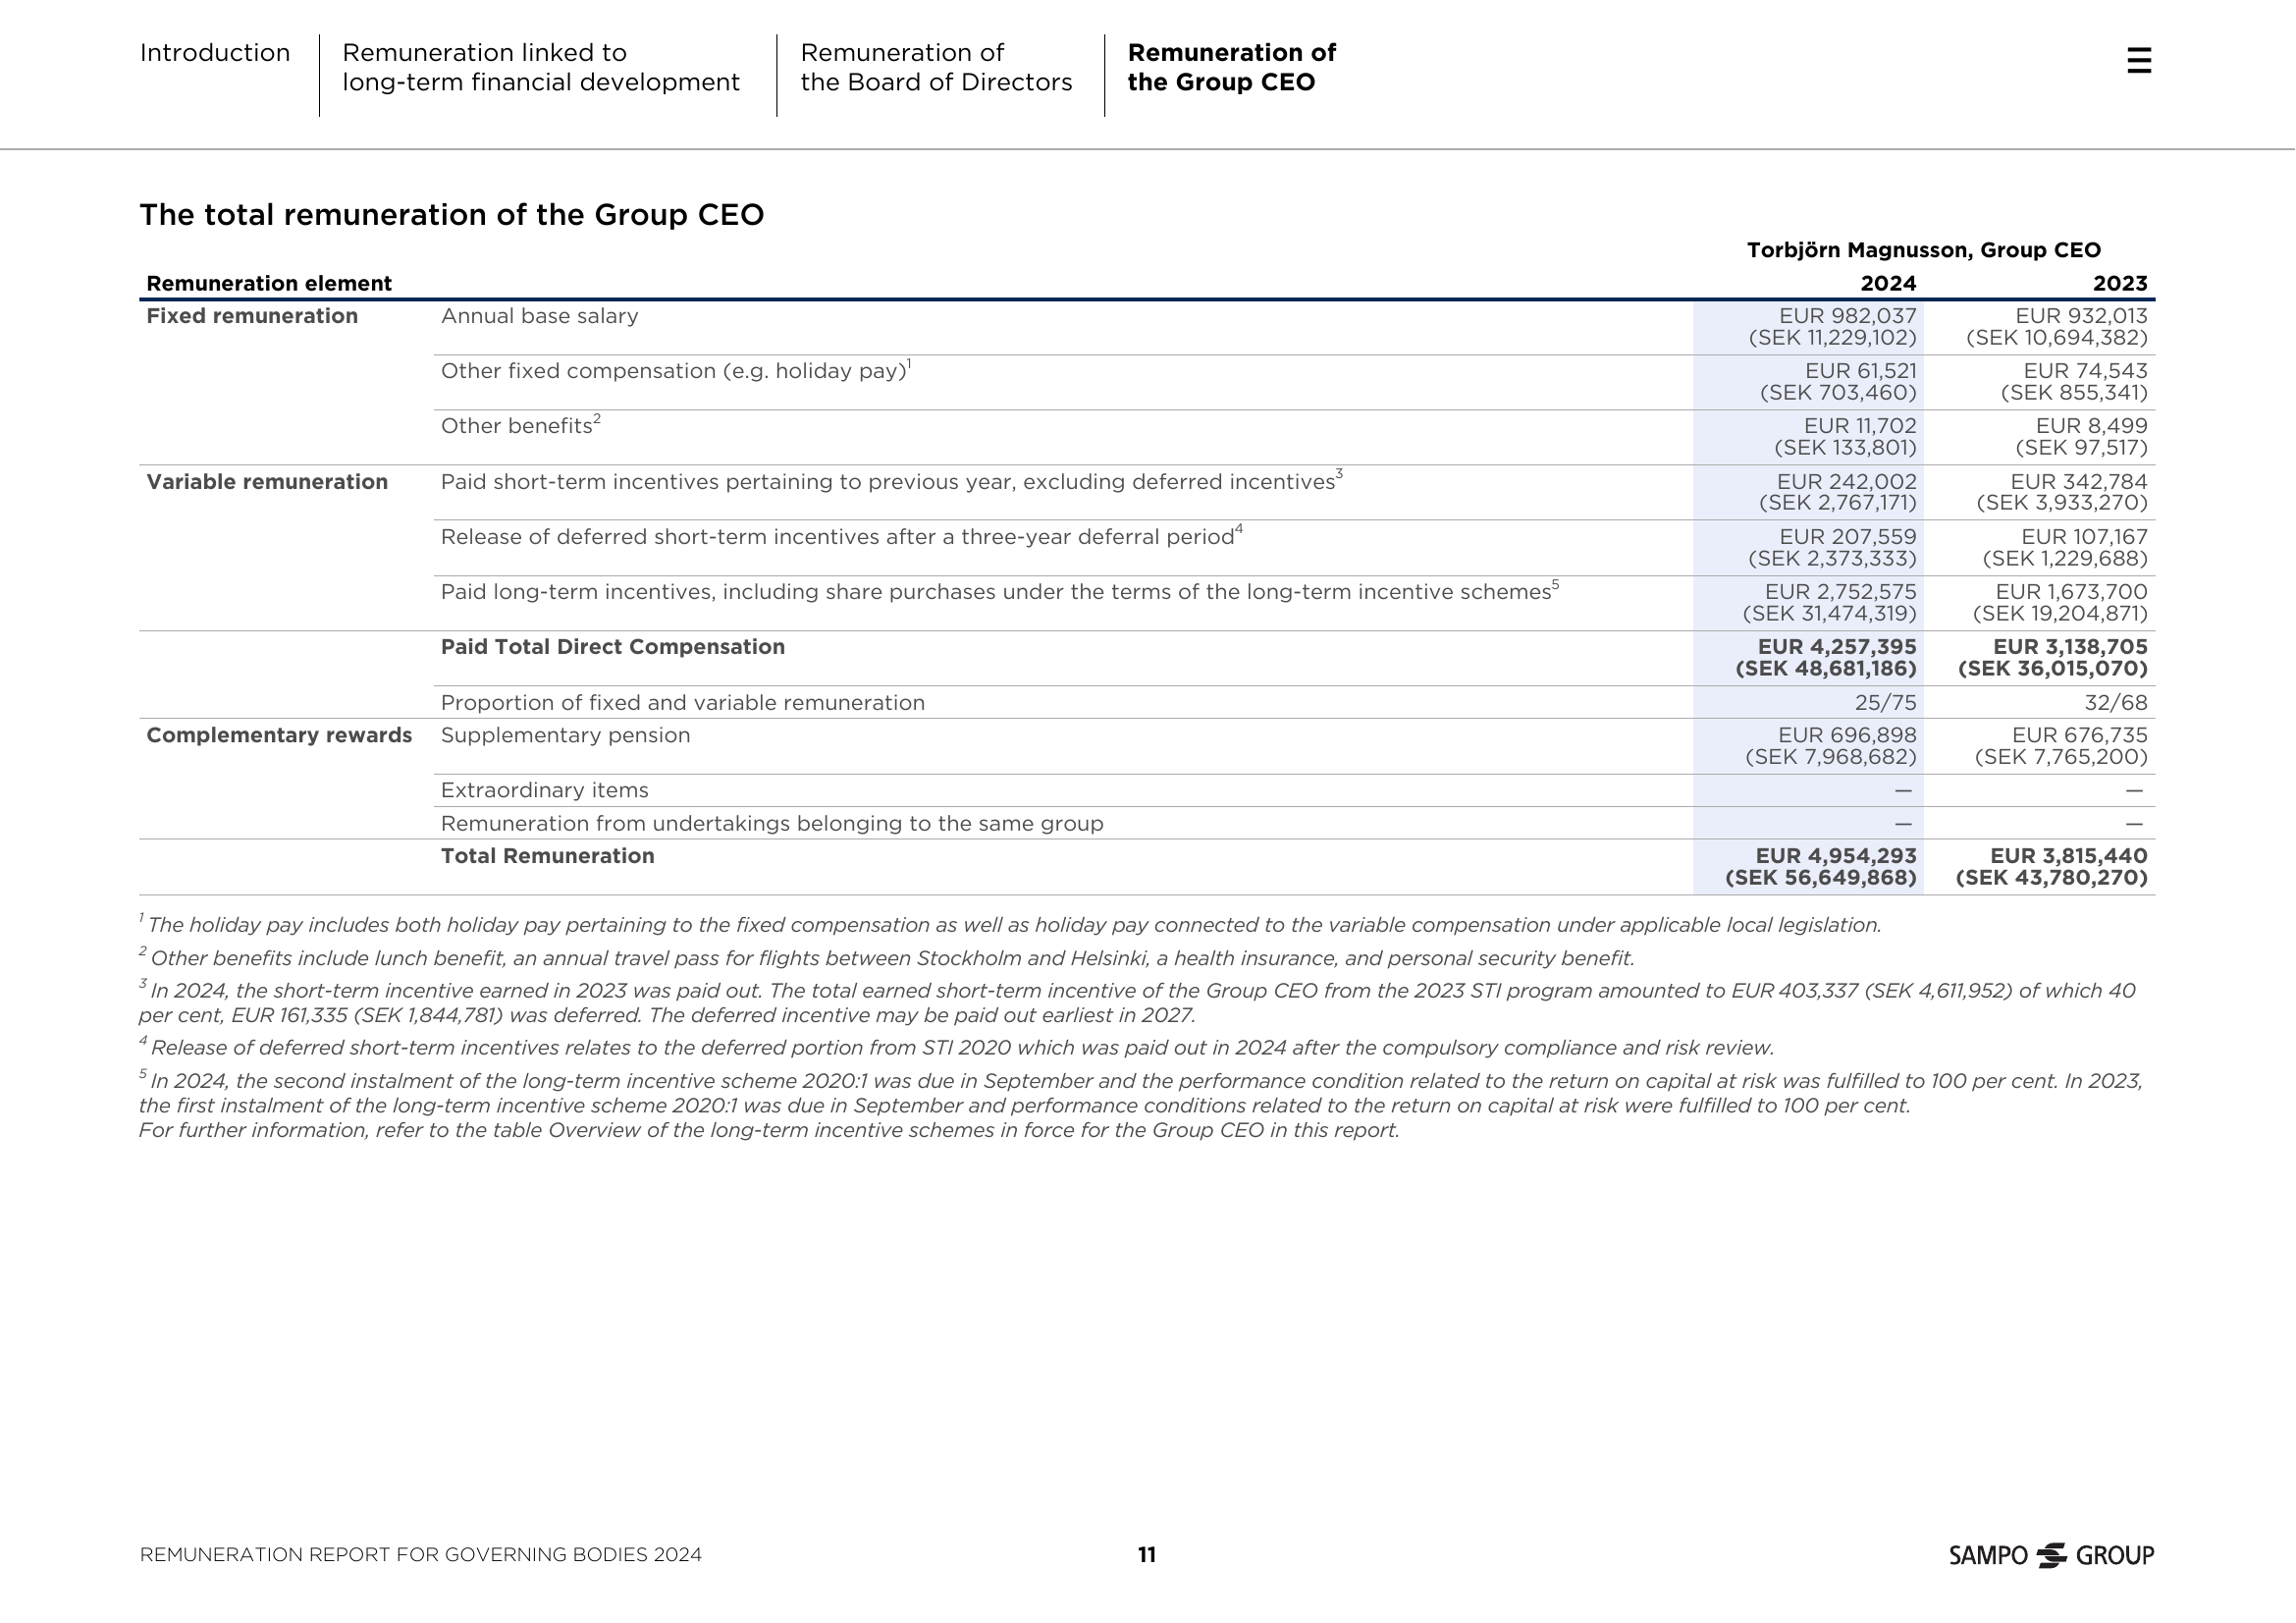 Introduction
Remuneration linked to
long-term financial development
Remuneration of
the Board of Directors
Remuneration of
the Group CEO
The total remuneration of the Group CEO
Torbjörn Magnusson, Group CEO
Remuneration element 2024 2023
Fixed remuneration Annual base salary EUR 982,037 EUR 932,013
(SEK 11,229,102) (SEK 10,694,382)
Other fixed compensation (e.g. holiday pay)1 EUR 61,521 EUR 74,543
(SEK 703,460) (SEK 855,341)
Other benefits2 EUR 11,702 EUR 8,499
(SEK 133,801) (SEK 97,517)
Variable remuneration Paid short-term incentives pertaining to previous year, excluding deferred incentives3 EUR 242,002 EUR 342,784
(SEK 2,767,171) (SEK 3,933,270)
Release of deferred short-term incentives after a three-year deferral period4 EUR 207,559 EUR 107,167
(SEK 2,373,333) (SEK 1,229,688)
Paid long-term incentives, including share purchases under the terms of the long-term incentive schemes5 EUR 2,752,575 EUR 1,673,700
(SEK 31,474,319) (SEK 19,204,871)
Paid Total Direct Compensation EUR 4,257,395 EUR 3,138,705
(SEK 48,681,186) (SEK 36,015,070)
Proportion of fixed and variable remuneration 25/75 32/68
Complementary rewards Supplementary pension EUR 696,898 EUR 676,735
(SEK 7,968,682) (SEK 7,765,200)
Extraordinary items — —
Remuneration from undertakings belonging to the same group — —
Total Remuneration EUR 4,954,293 EUR 3,815,440
(SEK 56,649,868) (SEK 43,780,270)
1 The holiday pay includes both holiday pay pertaining to the fixed compensation as well as holiday pay connected to the variable compensation under applicable local legislation.
2 Other benefits include lunch benefit, an annual travel pass for flights between Stockholm and Helsinki, a health insurance, and personal security benefit.
3 In 2024, the short-term incentive earned in 2023 was paid out. The total earned short-term incentive of the Group CEO from the 2023 STI program amounted to EUR 403,337 (SEK 4,611,952) of which 40
per cent, EUR 161,335 (SEK 1,844,781) was deferred. The deferred incentive may be paid out earliest in 2027.
4 Release of deferred short-term incentives relates to the deferred portion from STI 2020 which was paid out in 2024 after the compulsory compliance and risk review.
5 In 2024, the second instalment of the long-term incentive scheme 2020:1 was due in September and the performance condition related to the return on capital at risk was fulfilled to 100 per cent. In 2023,
the first instalment of the long-term incentive scheme 2020:1 was due in September and performance conditions related to the return on capital at risk were fulfilled to 100 per cent.
For further information, refer to the table Overview of the long-term incentive schemes in force for the Group CEO in this report.
REMUNERATION REPORT FOR GOVERNING BODIES 2024 11 SAMPO GROUP